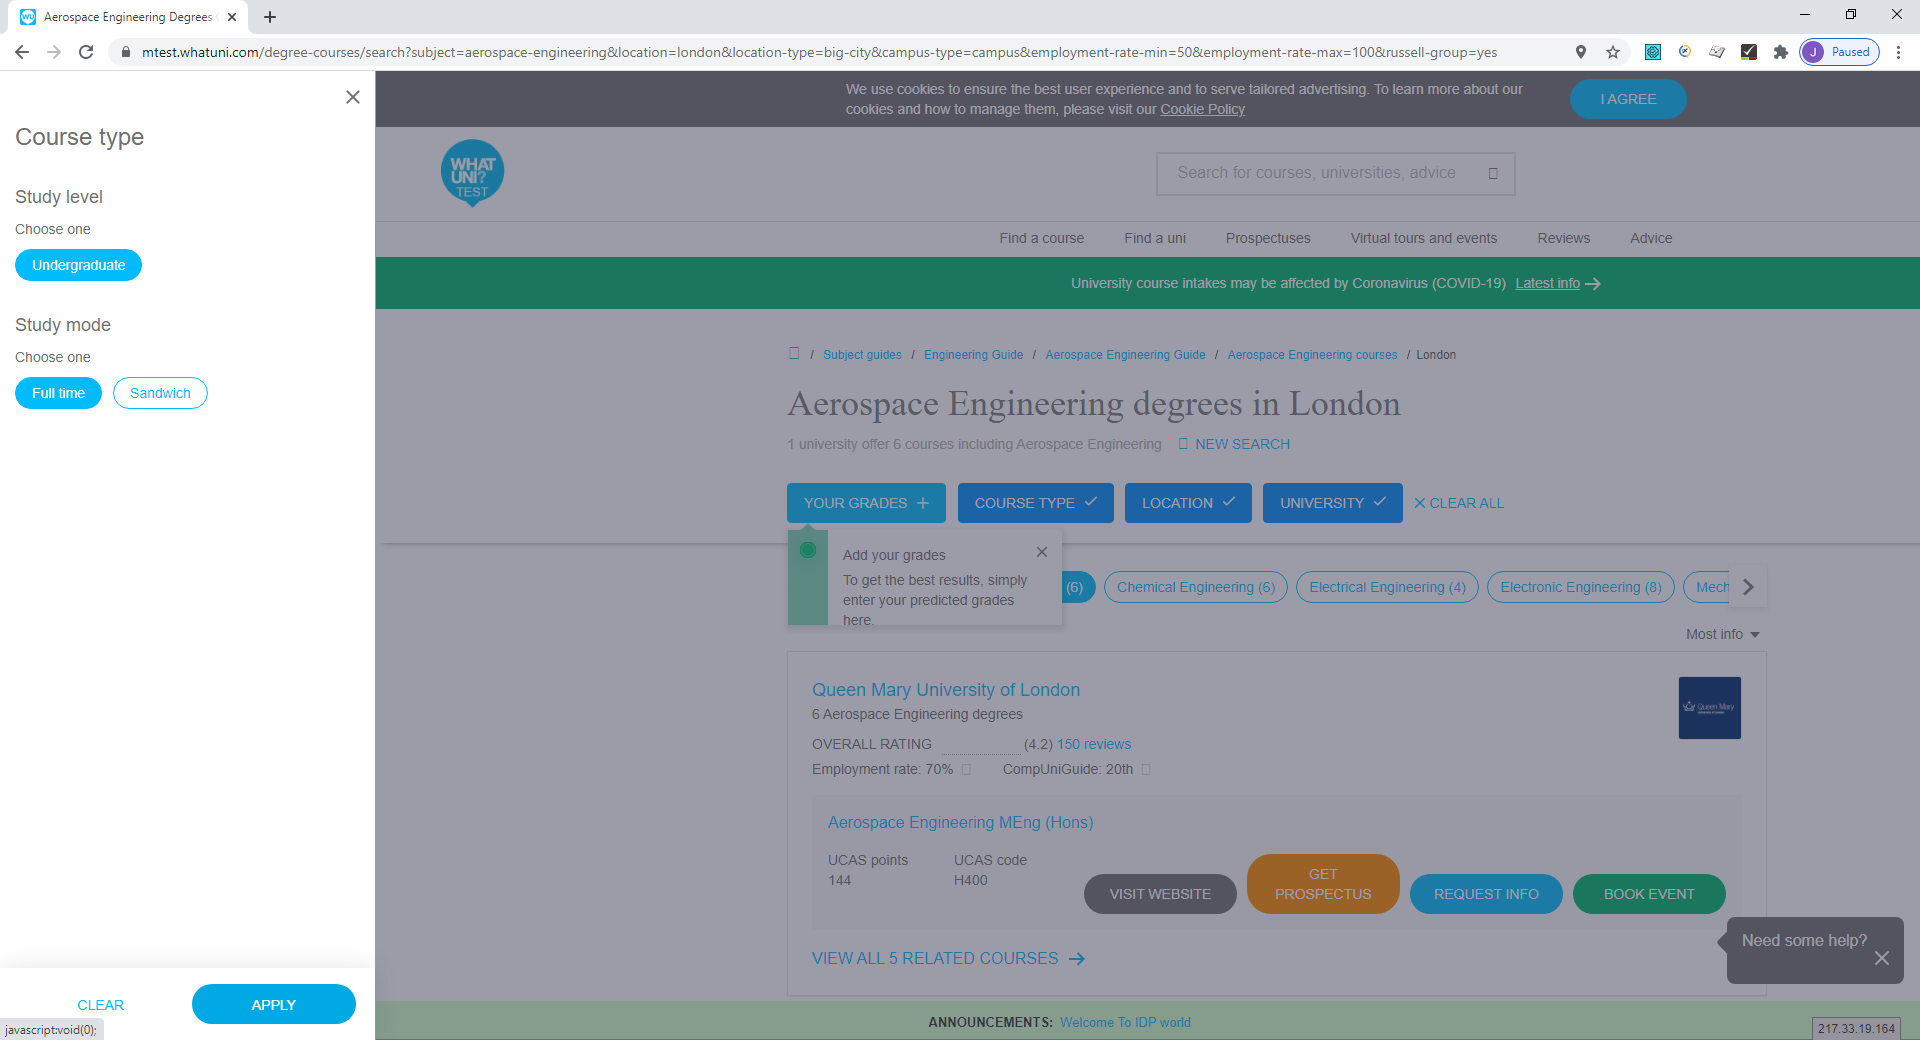 Aerospace Engineering Degrees
mtest.whatuni.com/degree-courses/search?subject=aerospace-engineering&location=london&location-type=big-city&campus-type=campus&employment-rate-min=50&employment-rate-max=100&russell-group=yes
J Paused
Course type
Study level
Choose one
Undergraduate
Study mode
Choose one
Full time Sandwich
CLEAR APPLY
javascript:void(0);
We use cookies to ensure the best user experience and to serve tailored advertising. To learn more about our
cookies and how to manage them, please visit our Cookie Policy
I AGREE
WHAT
UNI?
TEST
Search for courses, universities, advice
Find a course Find a uni Prospectuses Virtual tours and events Reviews Advice
University course intakes may be affected by Coronavirus (COVID-19) Latest info
/ Subject guides / Engineering Guide / Aerospace Engineering Guide / Aerospace Engineering courses / London
Aerospace Engineering degrees in London
1 university offer 6 courses including Aerospace Engineering NEW SEARCH
YOUR GRADES COURSE TYPE LOCATION UNIVERSITY CLEAR ALL
Add your grades
To get the best results, simply
enter your predicted grades
here.
(6) Chemical Engineering (6) Electrical Engineering (4) Electronic Engineering (8) Mech
Most info
Queen Mary University of London
6 Aerospace Engineering degrees
OVERALL RATING (4.2) 150 reviews
Employment rate: 70% CompUniGuide: 20th
Queen Mary
Aerospace Engineering MEng (Hons)
UCAS points UCAS code
144 H400
VISIT WEBSITE
GET
PROSPECTUS
REQUEST INFO
BOOK EVENT
VIEW ALL 5 RELATED COURSES
Need some help?
ANNOUNCEMENTS: Welcome To IDP world
217.33.19.164